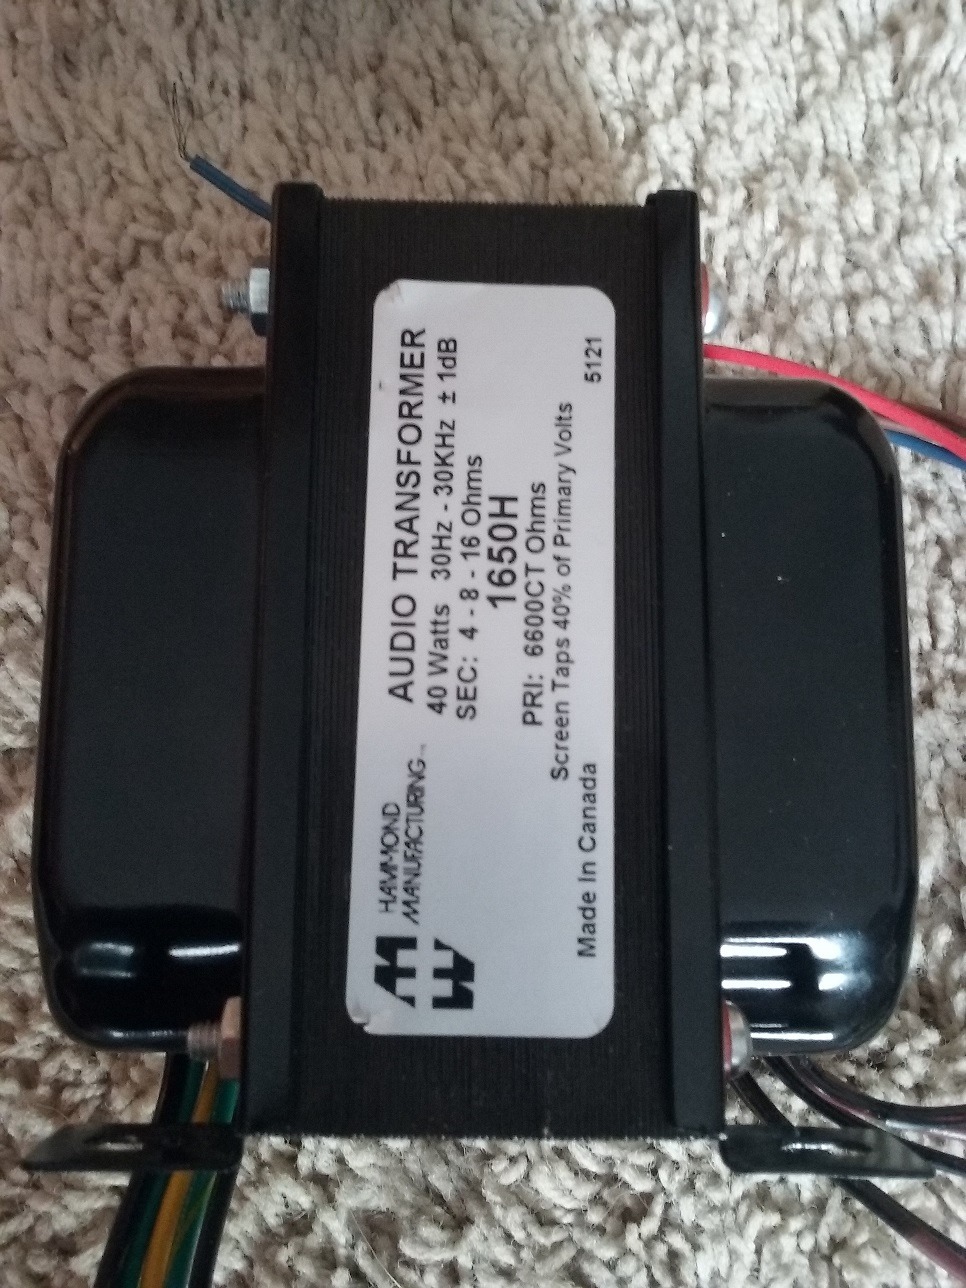 HAMMOND
MANUFACTURING™
AUDIO TRANSFORMER
40 Watts 30Hz - 30KHz ± 1dB
SEC: 4 - 8 - 16 Ohms
1650H
PRI: 6600CT Ohms
Screen Taps 40% of Primary Volts
Made In Canada 5121